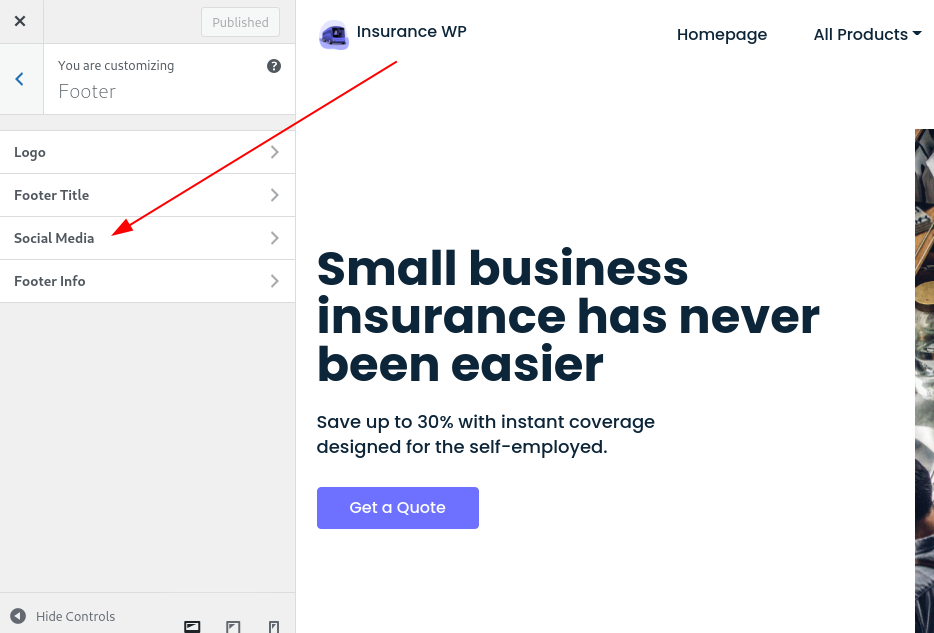 Published
You are customizing
Footer
Logo
Footer Title
Social Media
Footer Info
Hide Controls
Insurance WP
Homepage
All Products
Small business
insurance has never
been easier
Save up to 30% with instant coverage
designed for the self-employed.
Get a Quote